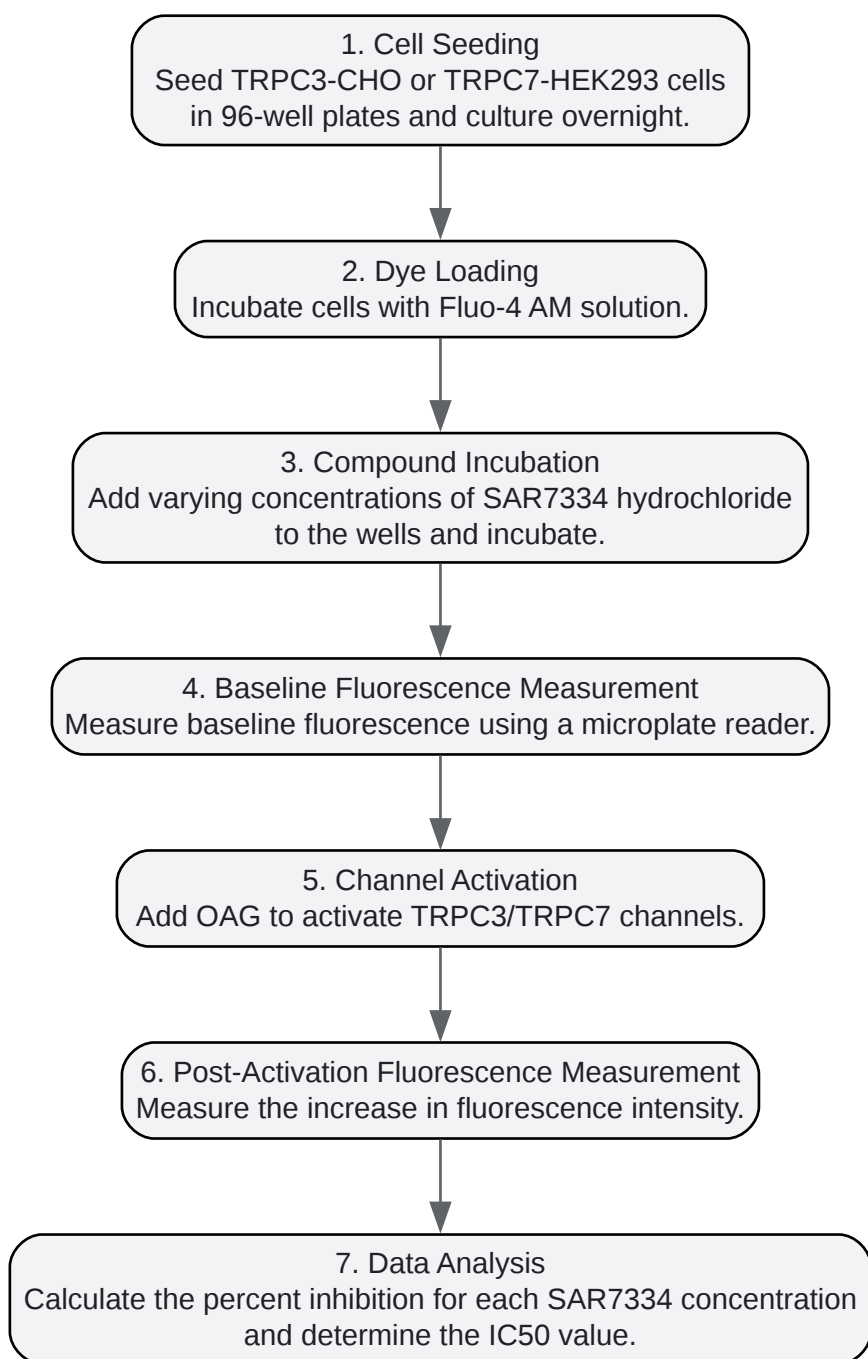 1. Cell Seeding
Seed TRPC3-CHO or TRPC7-HEK293 cells
in 96-well plates and culture overnight.
2. Dye Loading
Incubate cells with Fluo-4 AM solution.
3. Compound Incubation
Add varying concentrations of SAR7334 hydrochloride
to the wells and incubate.
4. Baseline Fluorescence Measurement
Measure baseline fluorescence using a microplate reader.
5. Channel Activation
Add OAG to activate TRPC3/TRPC7 channels.
6. Post-Activation Fluorescence Measurement
Measure the increase in fluorescence intensity.
7. Data Analysis
Calculate the percent inhibition for each SAR7334 concentration
and determine the IC50 value.